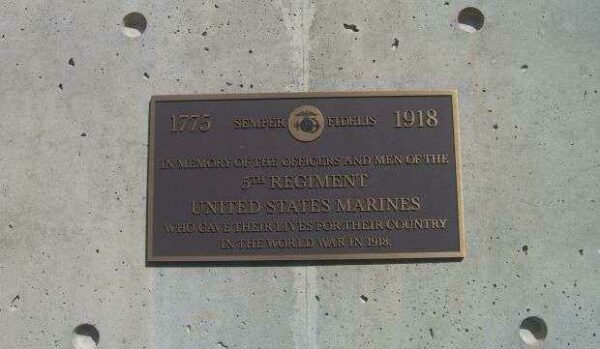 1775 SEMPER FIDELIS 1918
IN MEMORY OF THE OFFICERS AND MEN OF THE
5TH REGIMENT
UNITED STATES MARINES
WHO GAVE THEIR LIVES FOR THEIR COUNTRY
IN THE WORLD WAR IN 1918.